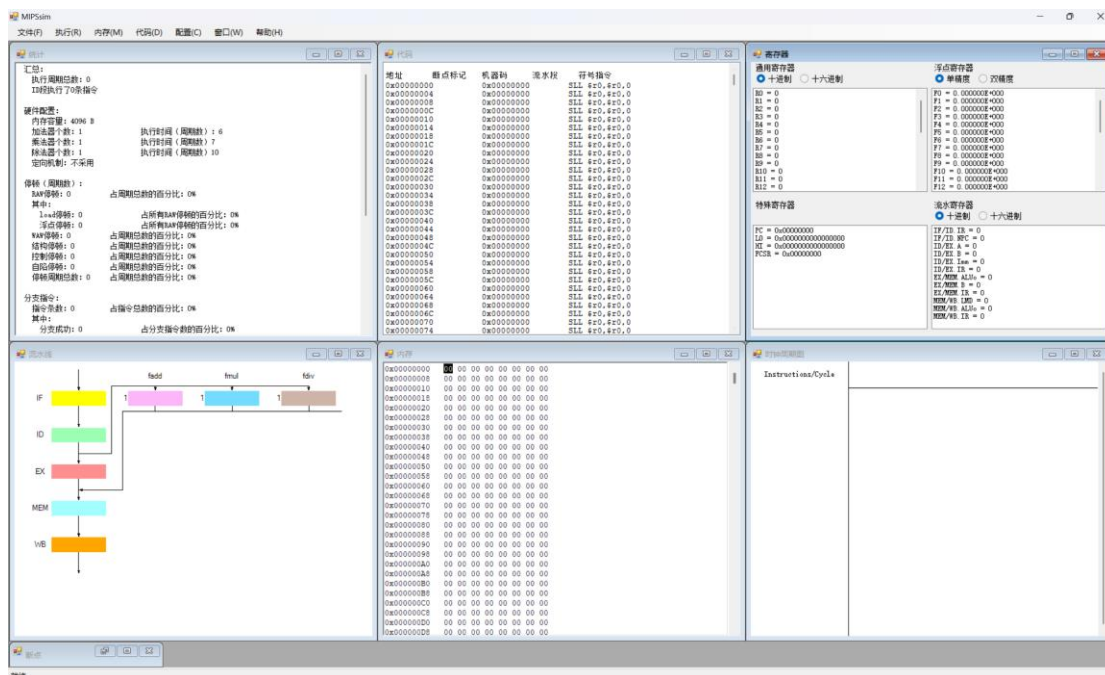 MIPSsim
文件(F) 执行(R) 内存(M) 代码(D) 配置(C) 窗口(W) 帮助(H)
统计
汇总：
执行周期总数：0
ID段执行了0条指令
硬件配置：
内存容量：4096 B
加法器个数：1 执行时间（周期数）：6
乘法器个数：1 执行时间（周期数）7
除法器个数：1 执行时间（周期数）10
定向机制：不采用
停顿（周期数）：
RAW停顿：0 占周期总数的百分比：0%
其中：
load停顿：0 占所有RAW停顿的百分比：0%
浮点停顿：0 占所有RAW停顿的百分比：0%
WAW停顿：0 占周期总数的百分比：0%
结构停顿：0 占周期总数的百分比：0%
控制停顿：0 占周期总数的百分比：0%
自陷停顿：0 占周期总数的百分比：0%
停顿周期总数：0 占周期总数的百分比：0%
分支指令：
指令条数：0 占指令总数的百分比：0%
其中：
分支成功：0 占分支指令数的百分比：0%
代码
地址 断点标记 机器码 流水段 符号指令
0x00000000 0x00000000 SLL $r0,$r0,0
0x00000004 0x00000000 SLL $r0,$r0,0
0x00000008 0x00000000 SLL $r0,$r0,0
0x0000000C 0x00000000 SLL $r0,$r0,0
0x00000010 0x00000000 SLL $r0,$r0,0
0x00000014 0x00000000 SLL $r0,$r0,0
0x00000018 0x00000000 SLL $r0,$r0,0
0x0000001C 0x00000000 SLL $r0,$r0,0
0x00000020 0x00000000 SLL $r0,$r0,0
0x00000024 0x00000000 SLL $r0,$r0,0
0x00000028 0x00000000 SLL $r0,$r0,0
0x0000002C 0x00000000 SLL $r0,$r0,0
0x00000030 0x00000000 SLL $r0,$r0,0
0x00000034 0x00000000 SLL $r0,$r0,0
0x00000038 0x00000000 SLL $r0,$r0,0
0x0000003C 0x00000000 SLL $r0,$r0,0
0x00000040 0x00000000 SLL $r0,$r0,0
0x00000044 0x00000000 SLL $r0,$r0,0
0x00000048 0x00000000 SLL $r0,$r0,0
0x0000004C 0x00000000 SLL $r0,$r0,0
0x00000050 0x00000000 SLL $r0,$r0,0
0x00000054 0x00000000 SLL $r0,$r0,0
0x00000058 0x00000000 SLL $r0,$r0,0
0x0000005C 0x00000000 SLL $r0,$r0,0
0x00000060 0x00000000 SLL $r0,$r0,0
0x00000064 0x00000000 SLL $r0,$r0,0
0x00000068 0x00000000 SLL $r0,$r0,0
0x0000006C 0x00000000 SLL $r0,$r0,0
0x00000070 0x00000000 SLL $r0,$r0,0
0x00000074 0x00000000 SLL $r0,$r0,0
寄存器
通用寄存器
十进制 十六进制
R0 = 0
R1 = 0
R2 = 0
R3 = 0
R4 = 0
R5 = 0
R6 = 0
R7 = 0
R8 = 0
R9 = 0
R10 = 0
R11 = 0
R12 = 0
浮点寄存器
单精度 双精度
F0 = 0.000000E+000
F1 = 0.000000E+000
F2 = 0.000000E+000
F3 = 0.000000E+000
F4 = 0.000000E+000
F5 = 0.000000E+000
F6 = 0.000000E+000
F7 = 0.000000E+000
F8 = 0.000000E+000
F9 = 0.000000E+000
F10 = 0.000000E+000
F11 = 0.000000E+000
F12 = 0.000000E+000
特殊寄存器
PC = 0x00000000
LO = 0x0000000000000000
HI = 0x0000000000000000
FCSR = 0x00000000
流水寄存器
十进制 十六进制
IF/ID.IR = 0
IF/ID.NPC = 0
ID/EX.A = 0
ID/EX.B = 0
ID/EX.Imm = 0
ID/EX.IR = 0
EX/MEM.ALUo = 0
EX/MEM.B = 0
EX/MEM.IR = 0
MEM/WB.LMD = 0
MEM/WB.ALUo = 0
MEM/WB.IR = 0
流水线
fadd fmul fdiv
IF 1 1 1
ID
EX
MEM
WB
内存
0x00000000 00 00 00 00 00 00 00 00
0x00000008 00 00 00 00 00 00 00 00
0x00000010 00 00 00 00 00 00 00 00
0x00000018 00 00 00 00 00 00 00 00
0x00000020 00 00 00 00 00 00 00 00
0x00000028 00 00 00 00 00 00 00 00
0x00000030 00 00 00 00 00 00 00 00
0x00000038 00 00 00 00 00 00 00 00
0x00000040 00 00 00 00 00 00 00 00
0x00000048 00 00 00 00 00 00 00 00
0x00000050 00 00 00 00 00 00 00 00
0x00000058 00 00 00 00 00 00 00 00
0x00000060 00 00 00 00 00 00 00 00
0x00000068 00 00 00 00 00 00 00 00
0x00000070 00 00 00 00 00 00 00 00
0x00000078 00 00 00 00 00 00 00 00
0x00000080 00 00 00 00 00 00 00 00
0x00000088 00 00 00 00 00 00 00 00
0x00000090 00 00 00 00 00 00 00 00
0x00000098 00 00 00 00 00 00 00 00
0x000000A0 00 00 00 00 00 00 00 00
0x000000A8 00 00 00 00 00 00 00 00
0x000000B0 00 00 00 00 00 00 00 00
0x000000B8 00 00 00 00 00 00 00 00
0x000000C0 00 00 00 00 00 00 00 00
0x000000C8 00 00 00 00 00 00 00 00
0x000000D0 00 00 00 00 00 00 00 00
0x000000D8 00 00 00 00 00 00 00 00
时钟周期图
Instructions/Cycle
断点